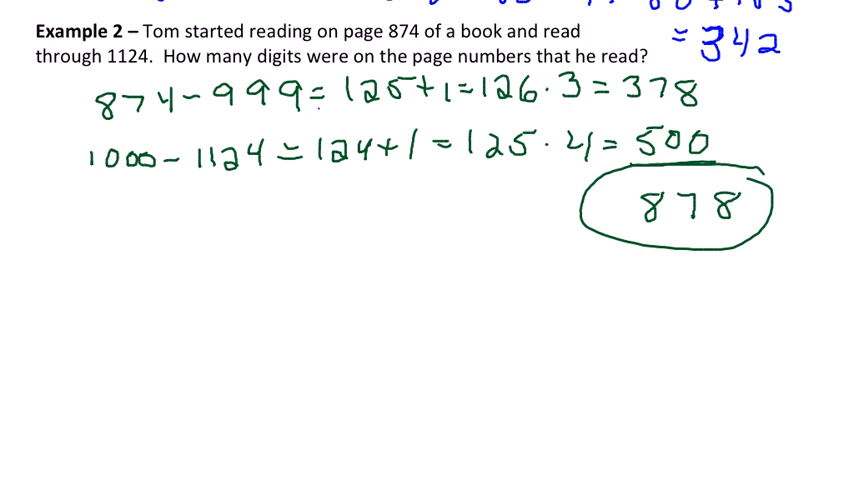 Example 2 – Tom started reading on page 874 of a book and read
= 342
through 1124.  How many digits were on the page numbers that he read?
874-999=125+1=126·3=378
1000-1124=124+1=125·4=500
878